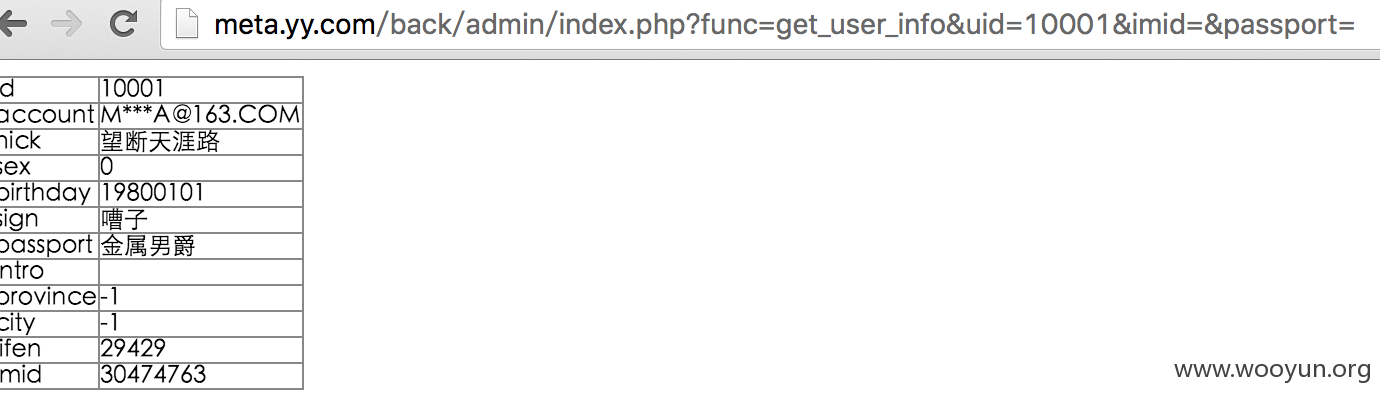 meta.yy.com/back/admin/index.php?func=get_user_info&uid=10001&imid=&passport=
id 10001
account M***A@163.COM
nick 望断天涯路
sex 0
birthday 19800101
sign 嘈子
passport 金属男爵
intro
province -1
city -1
jifen 29429
imid 30474763
www.wooyun.org